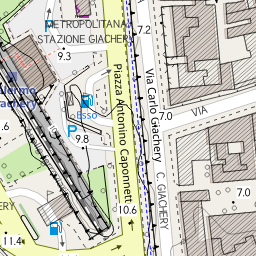 METROPOLITANA
STAZIONE GIACHERY
7.2
9.3
Esso
P
9.8
Piazza Antonino Caponnett
Via Carlo Giachery
VIA
7.0
C. GIACHERY
7.0
10.6
11.4
P